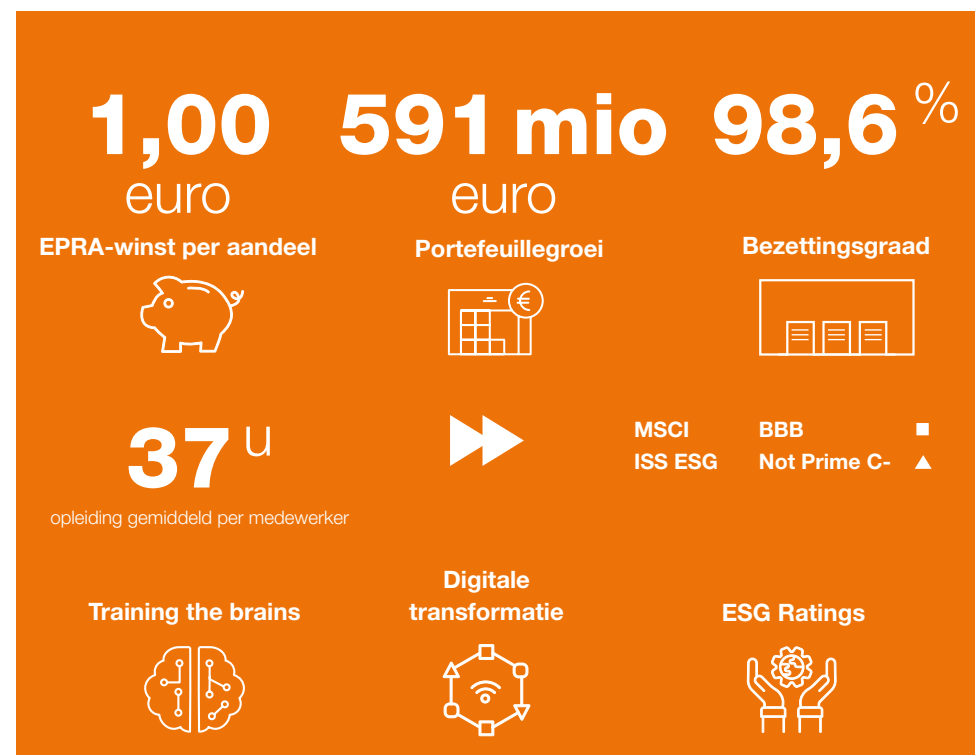 1,00 591 mio 98,6 %
euro euro
EPRA-winst per aandeel Portefeuillegroei Bezettingsgraad
€
37 u
MSCI BBB
ISS ESG Not Prime C-
opleiding gemiddeld per medewerker
Training the brains
Digitale
transformatie
ESG Ratings